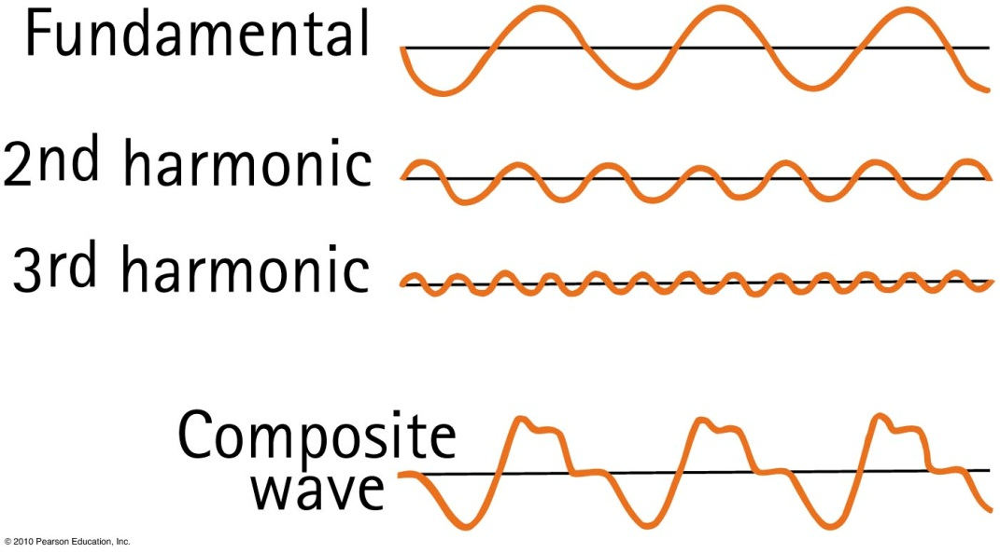 Fundamental
2nd harmonic
3rd harmonic
Composite
wave
© 2010 Pearson Education, Inc.